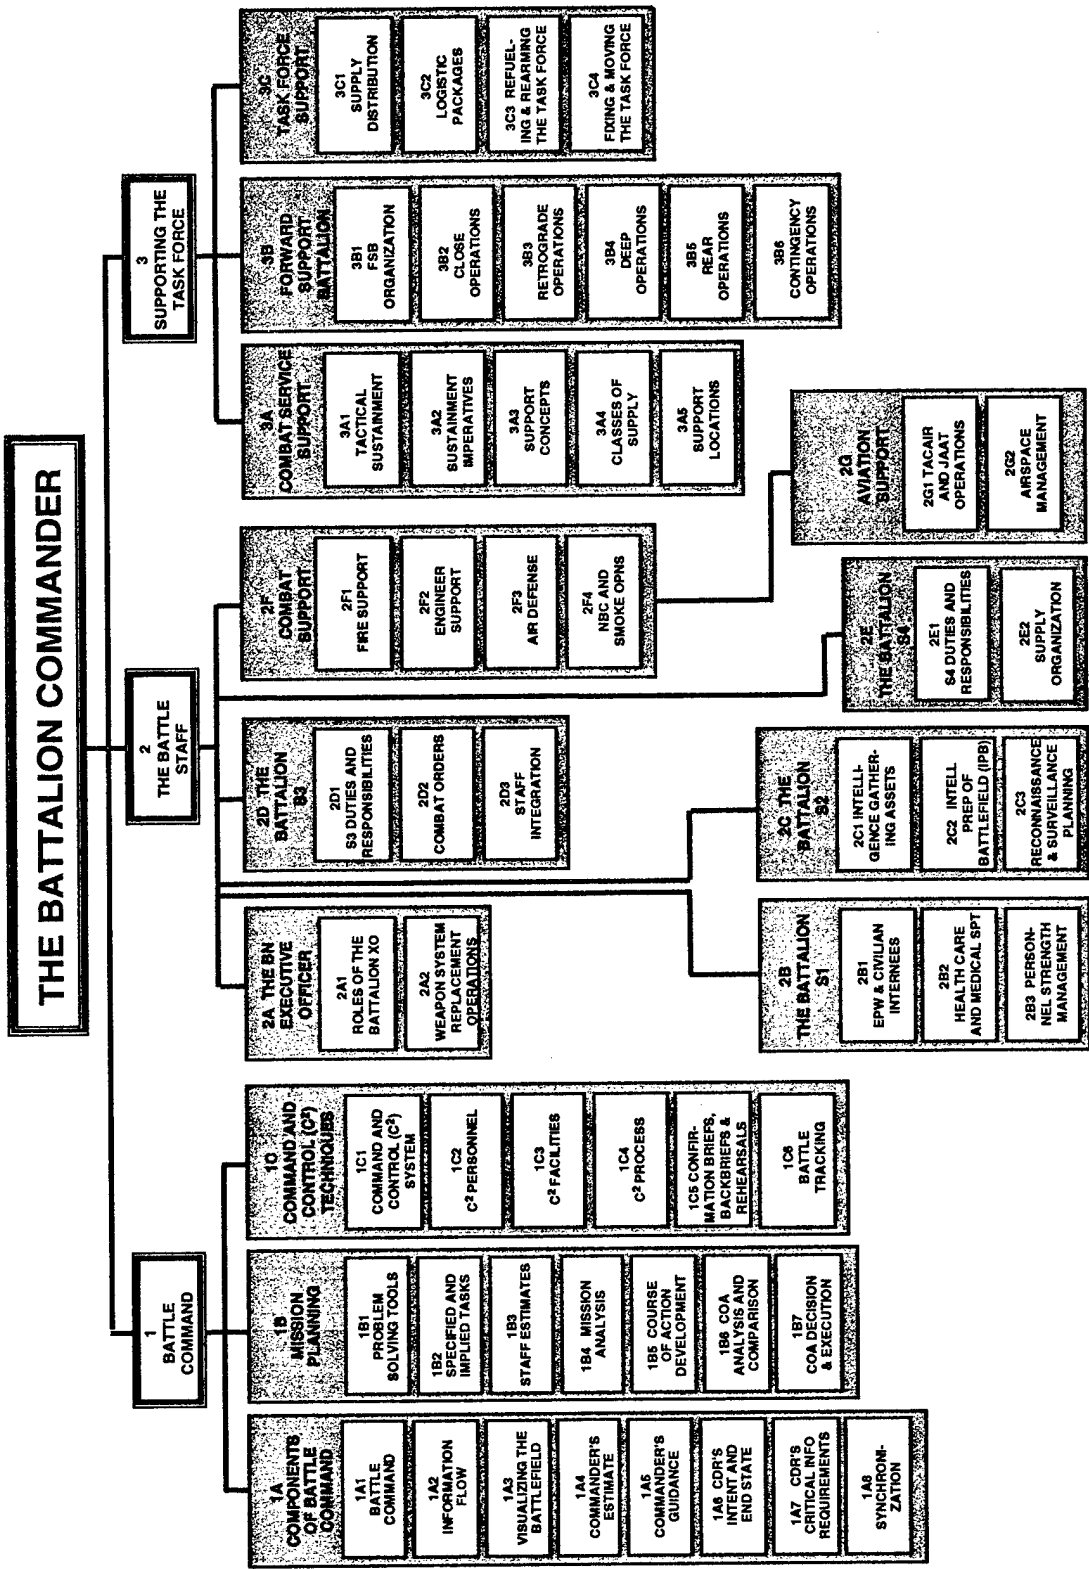 THE BATTALION COMMANDER
1
BATTLE
COMMAND
1A
COMPONENTS
OF BATTLE
COMMAND
1A1
BATTLE
COMMAND
1A2
INFORMATION
FLOW
1A3
VISUALIZING THE
BATTLEFIELD
1A4
COMMANDER'S
ESTIMATE
1A5
COMMANDER'S
GUIDANCE
1A6 CDR'S
INTENT AND
END STATE
1A7 CDR'S
CRITICAL INFO
REQUIREMENTS
1A8
SYNCHRONI-
ZATION
1B
MISSION
PLANNING
1B1
PROBLEM
SOLVING TOOLS
1B2
SPECIFIED AND
IMPLIED TASKS
1B3
STAFF ESTIMATES
1B4 MISSION
ANALYSIS
1B5 COURSE
OF ACTION
DEVELOPMENT
1B6 COA
ANALYSIS AND
COMPARISON
1B7
COA DECISION
& EXECUTION
1C
COMMAND AND
CONTROL (C²)
TECHNIQUES
1C1
COMMAND AND
CONTROL (C²)
SYSTEM
1C2
C² PERSONNEL
1C3
C² FACILITIES
1C4
C² PROCESS
1C5 CONFIR-
MATION BRIEFS,
BACKBRIEFS &
REHEARSALS
1C6
BATTLE
TRACKING
2
THE BATTLE
STAFF
2A THE BN
EXECUTIVE
OFFICER
2A1
ROLES OF THE
BATTALION XO
2A2
WEAPON SYSTEM
REPLACEMENT
OPERATIONS
2B
THE BATTALION
S1
2B1
EPW & CIVILIAN
INTERNEES
2B2
HEALTH CARE
AND MEDICAL SPT
2B3 PERSON-
NEL STRENGTH
MANAGEMENT
2C THE
BATTALION
S2
2C1 INTELLI-
GENCE GATHER-
ING ASSETS
2C2 INTELL
PREP OF
BATTLEFIELD (IPB)
2C3
RECONNAISSANCE
& SURVEILLANCE
PLANNING
2D THE
BATTALION
S3
2D1
S3 DUTIES AND
RESPONSIBILITIES
2D2
COMBAT ORDERS
2D3
STAFF
INTEGRATION
2E
THE BATTALION
S4
2E1
S4 DUTIES AND
RESPONSIBILITIES
2E2
SUPPLY
ORGANIZATION
2F
COMBAT
SUPPORT
2F1
FIRE SUPPORT
2F2
ENGINEER
SUPPORT
2F3
AIR DEFENSE
2F4
NBC AND
SMOKE OPNS
2G
AVIATION
SUPPORT
2G1 TACAIR
AND JAAT
OPERATIONS
2G2
AIRSPACE
MANAGEMENT
3
SUPPORTING THE
TASK FORCE
3A
COMBAT SERVICE
SUPPORT
3A1
TACTICAL
SUSTAINMENT
3A2
SUSTAINMENT
IMPERATIVES
3A3
SUPPORT
CONCEPTS
3A4
CLASSES OF
SUPPLY
3A5
SUPPORT
LOCATIONS
3B
FORWARD
SUPPORT
BATTALION
3B1
FSB
ORGANIZATION
3B2
CLOSE
OPERATIONS
3B3
RETROGRADE
OPERATIONS
3B4
DEEP
OPERATIONS
3B5
REAR
OPERATIONS
3B6
CONTINGENCY
OPERATIONS
3C
TASK FORCE
SUPPORT
3C1
SUPPLY
DISTRIBUTION
3C2
LOGISTIC
PACKAGES
3C3 REFUEL-
ING & REARMING
THE TASK FORCE
3C4
FIXING & MOVING
THE TASK FORCE